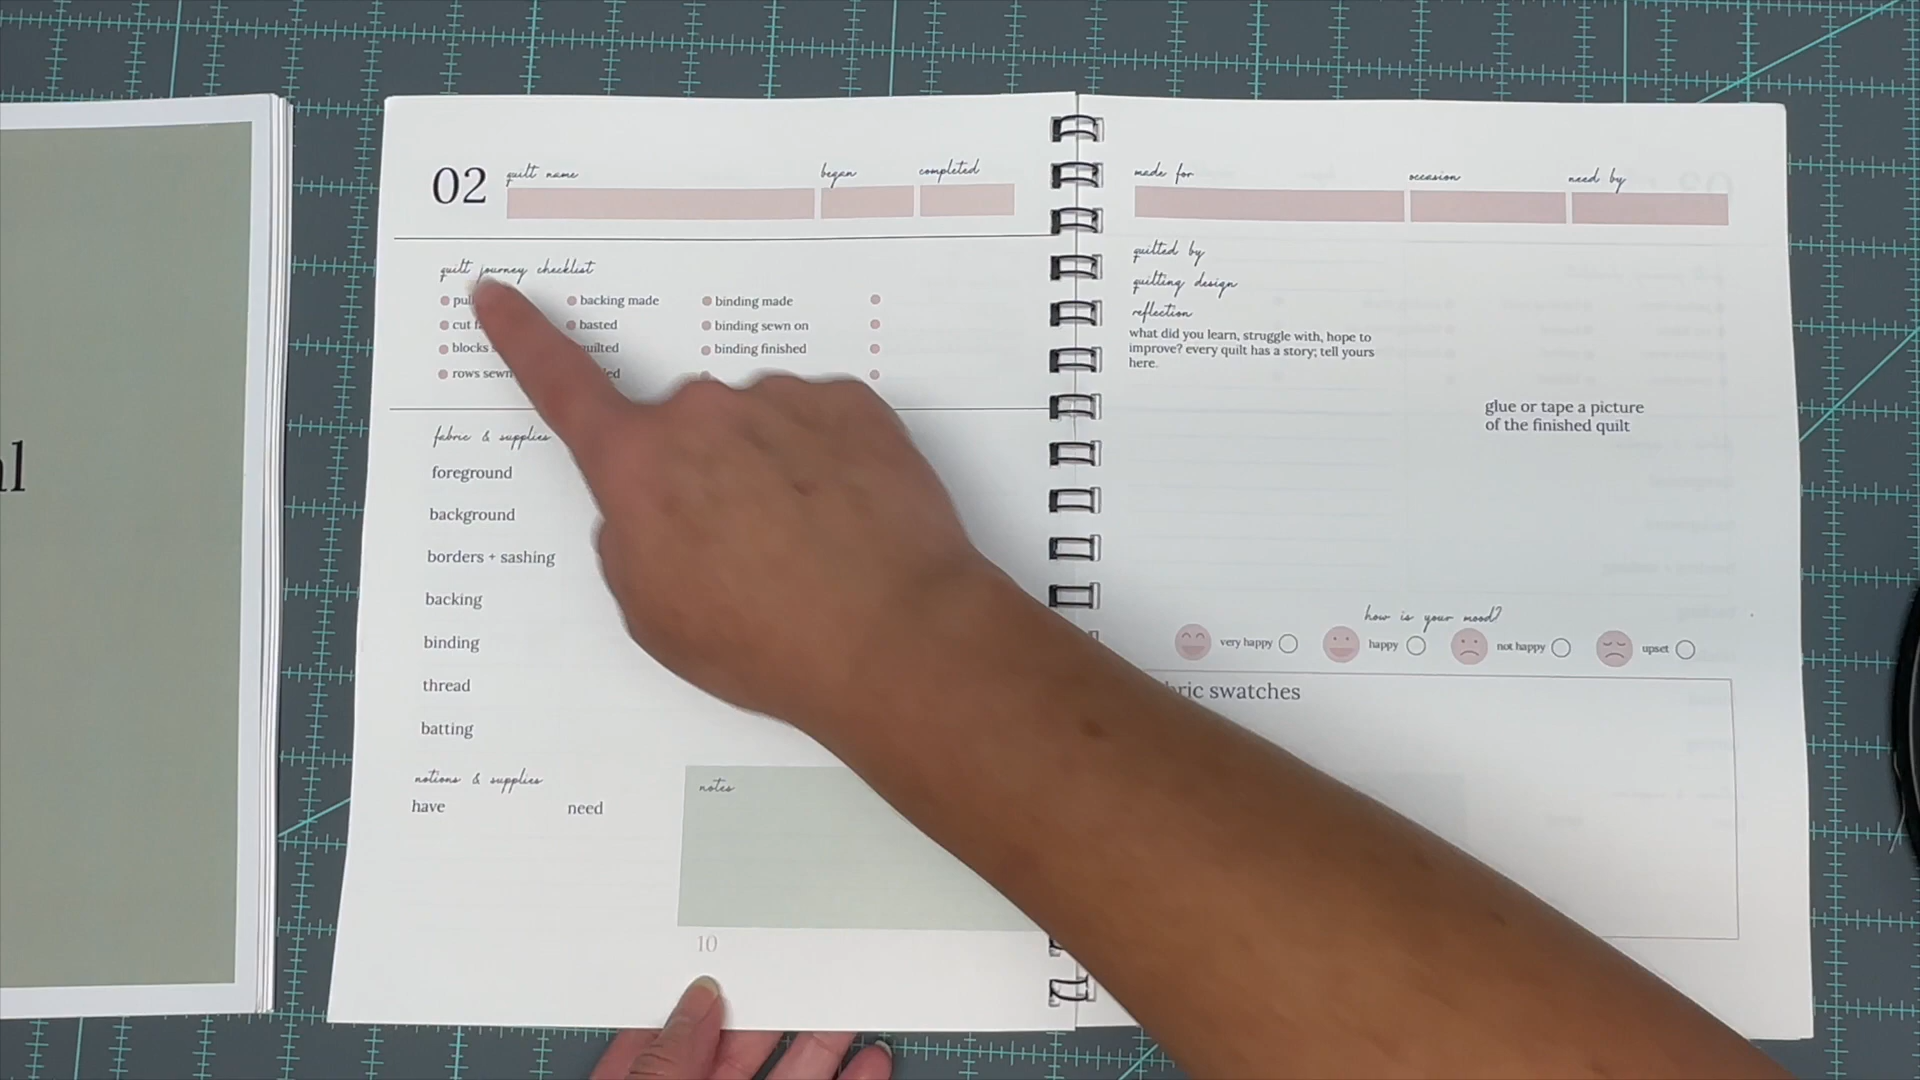 02 quilt name began completed
quilt journey checklist
backing made binding made
cut basted binding sewn on
blocks binding finished
rows sewn
fabric & supplies
foreground
background
borders + sashing
backing
binding
thread
batting
notions & supplies
have need
notes
10
made for occasion need by
quilted by
quilting design
reflection
what did you learn, struggle with, hope to
improve? every quilt has a story; tell yours
here.
glue or tape a picture
of the finished quilt
how is your mood?
very happy happy not happy upset
swatches